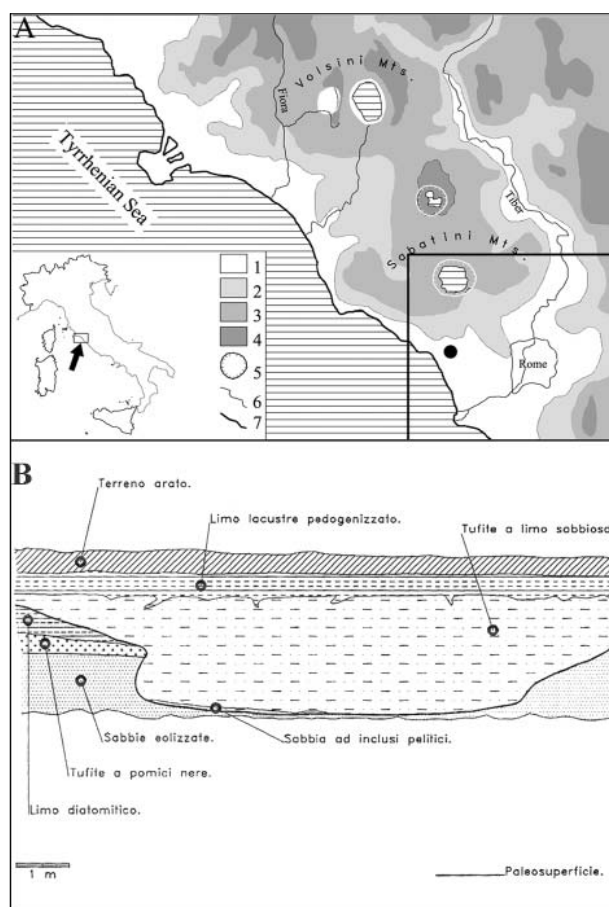 A
Volsini Mts.
Fiora
Tyrrhenian Sea
Tiber
Sabatini Mts.
Rome
1
2
3
4
5
6
7
B
Terreno arato.
Limo lacustre pedogenizzato.
Tufite a limo sabbioso
Sabbie eolizzate.
Sabbia ad inclusi pelitici.
Tufite a pomici nere.
Limo diatomitico.
1 m
Paleosuperficie.